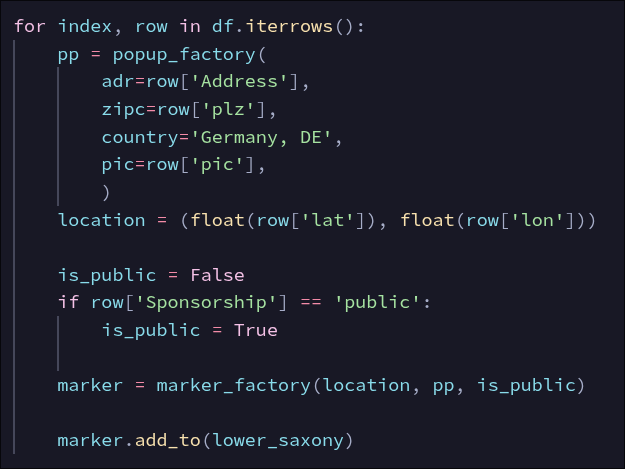 for index, row in df.iterrows():
    pp = popup_factory(
        adr=row['Address'],
        zipc=row['plz'],
        country='Germany, DE',
        pic=row['pic'],
        )
    location = (float(row['lat']), float(row['lon']))

    is_public = False
    if row['Sponsorship'] == 'public':
        is_public = True

    marker = marker_factory(location, pp, is_public)

    marker.add_to(lower_saxony)